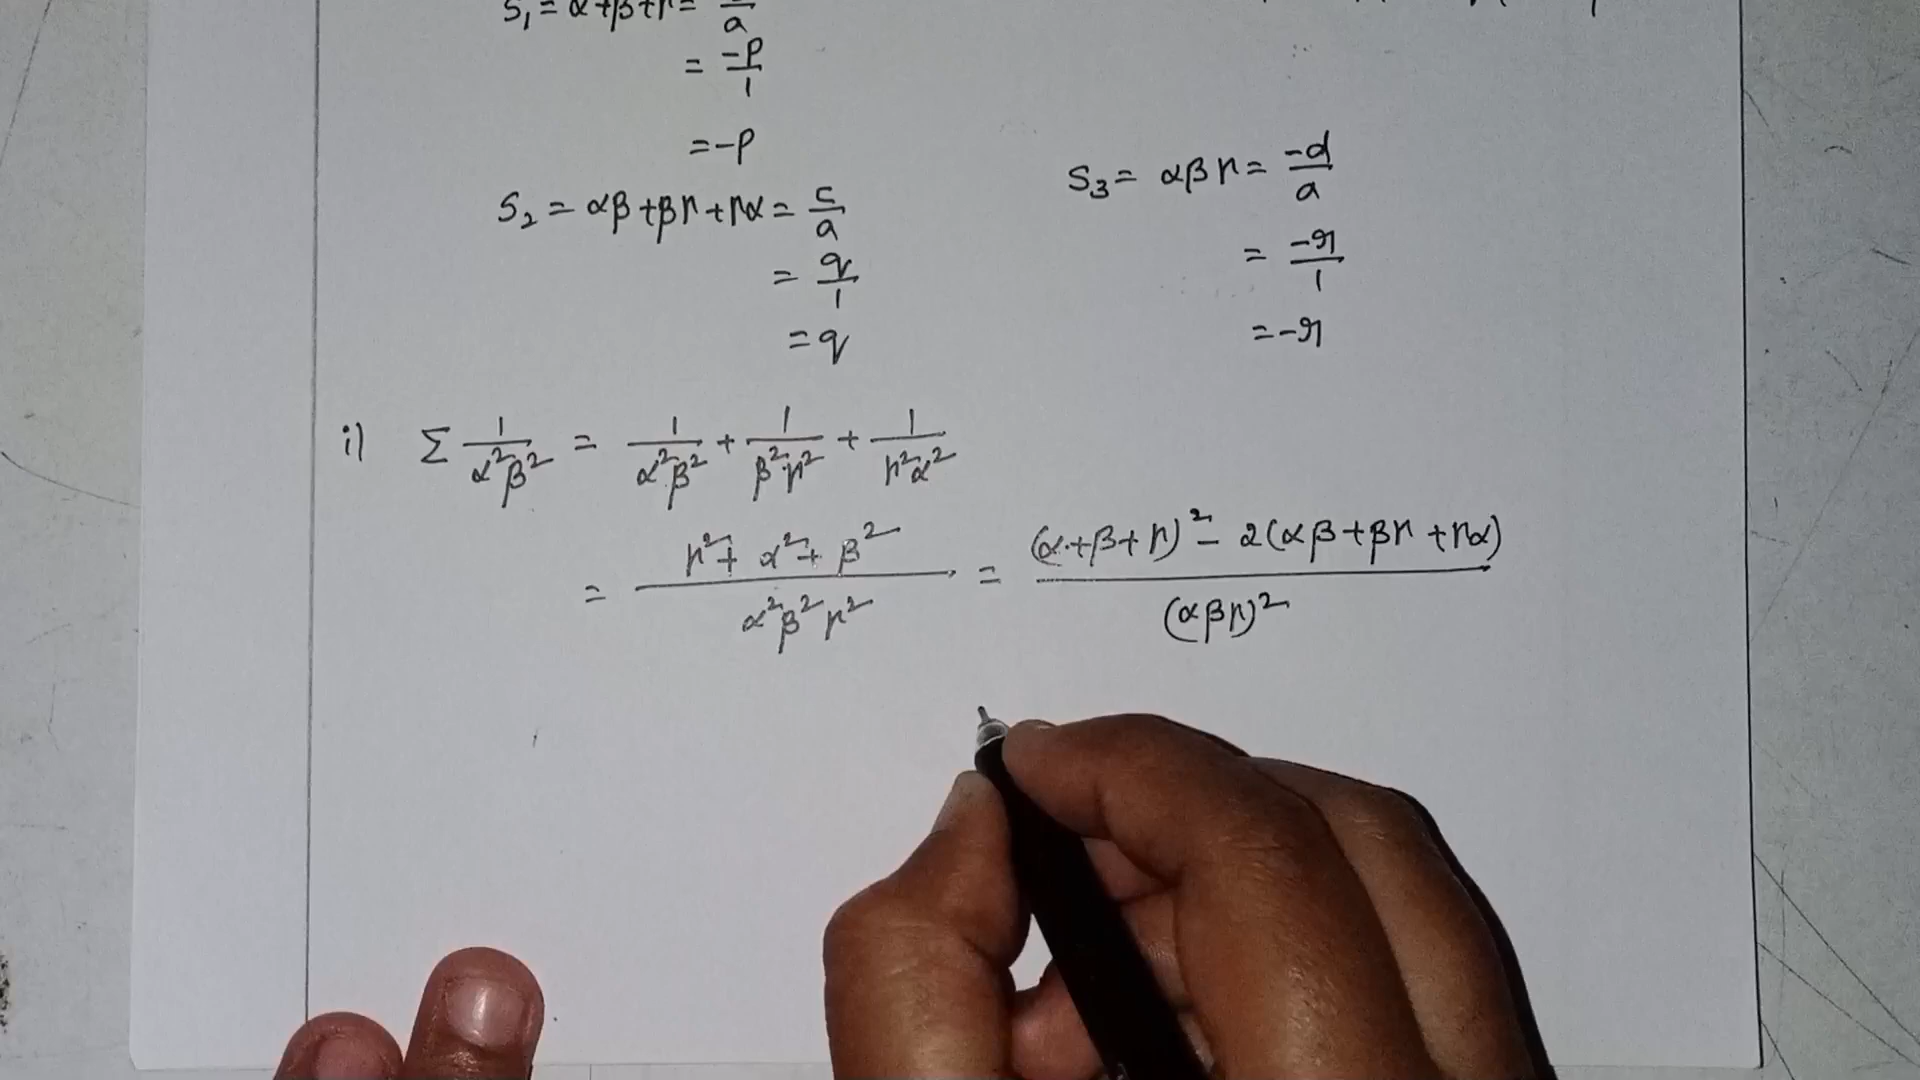 S₁ = α+β+γ = /a
= -p/1
= -p
S₂ = αβ+βγ+γα = c/a
= q/1
= q
S₃ = αβγ = -d/a
= -r/1
= -r
i) Σ 1/α²β² = 1/α²β² + 1/β²γ² + 1/γ²α²
= (γ²+α²+β²)/α²β²γ² = ((α+β+γ)² - 2(αβ+βγ+γα))/(αβγ)²